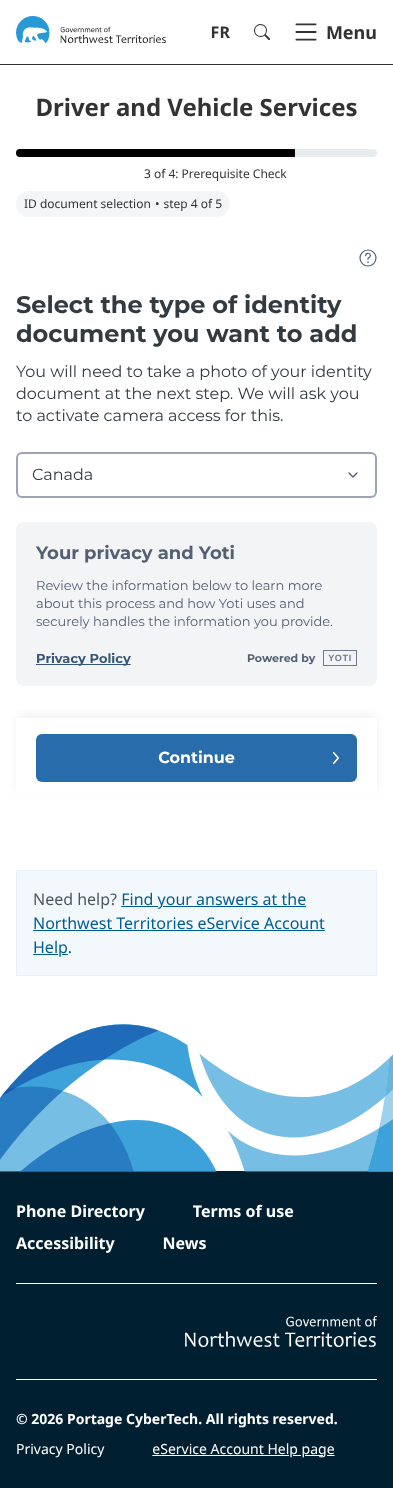 Government of
Northwest Territories
FR
Menu
Driver and Vehicle Services
3 of 4: Prerequisite Check
ID document selection • step 4 of 5
Select the type of identity
document you want to add
You will need to take a photo of your identity
document at the next step. We will ask you
to activate camera access for this.
Canada
Your privacy and Yoti
Review the information below to learn more
about this process and how Yoti uses and
securely handles the information you provide.
Privacy Policy
Powered by YOTI
Continue
Need help? Find your answers at the
Northwest Territories eService Account
Help.
Phone Directory
Terms of use
Accessibility
News
Government of
Northwest Territories
© 2026 Portage CyberTech. All rights reserved.
Privacy Policy
eService Account Help page